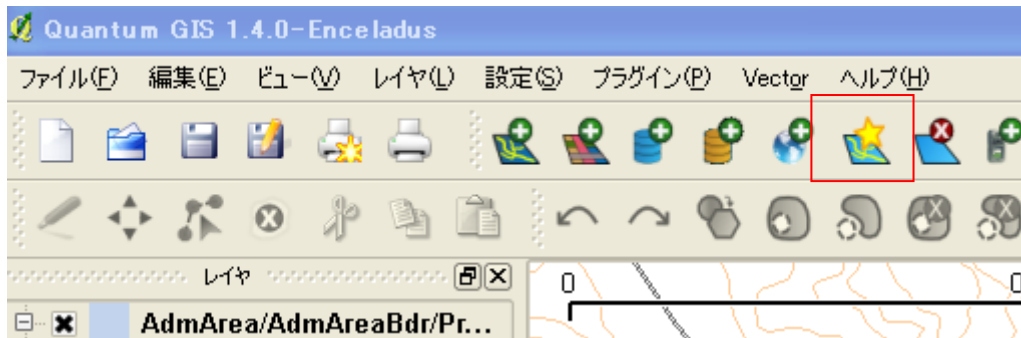 Quantum GIS 1.4.0-Enceladus
ファイル(F) 編集(E) ビュー(V) レイヤ(L) 設定(S) プラグイン(P) Vector ヘルプ(H)
レイヤ
0 0
AdmArea/AdmAreaBdr/Pr...